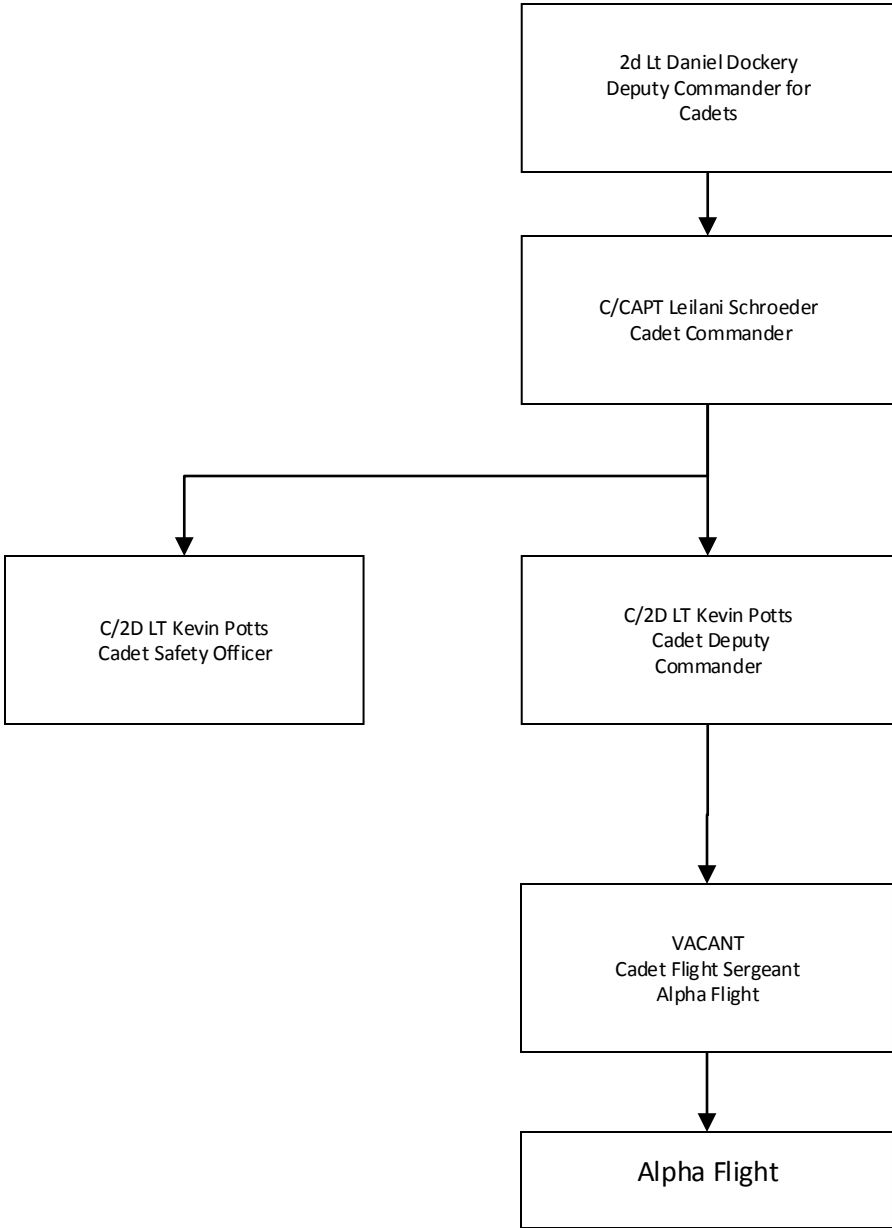 2d Lt Daniel Dockery
Deputy Commander for
Cadets
C/CAPT Leilani Schroeder
Cadet Commander
C/2D LT Kevin Potts
Cadet Safety Officer
C/2D LT Kevin Potts
Cadet Deputy
Commander
VACANT
Cadet Flight Sergeant
Alpha Flight
Alpha Flight